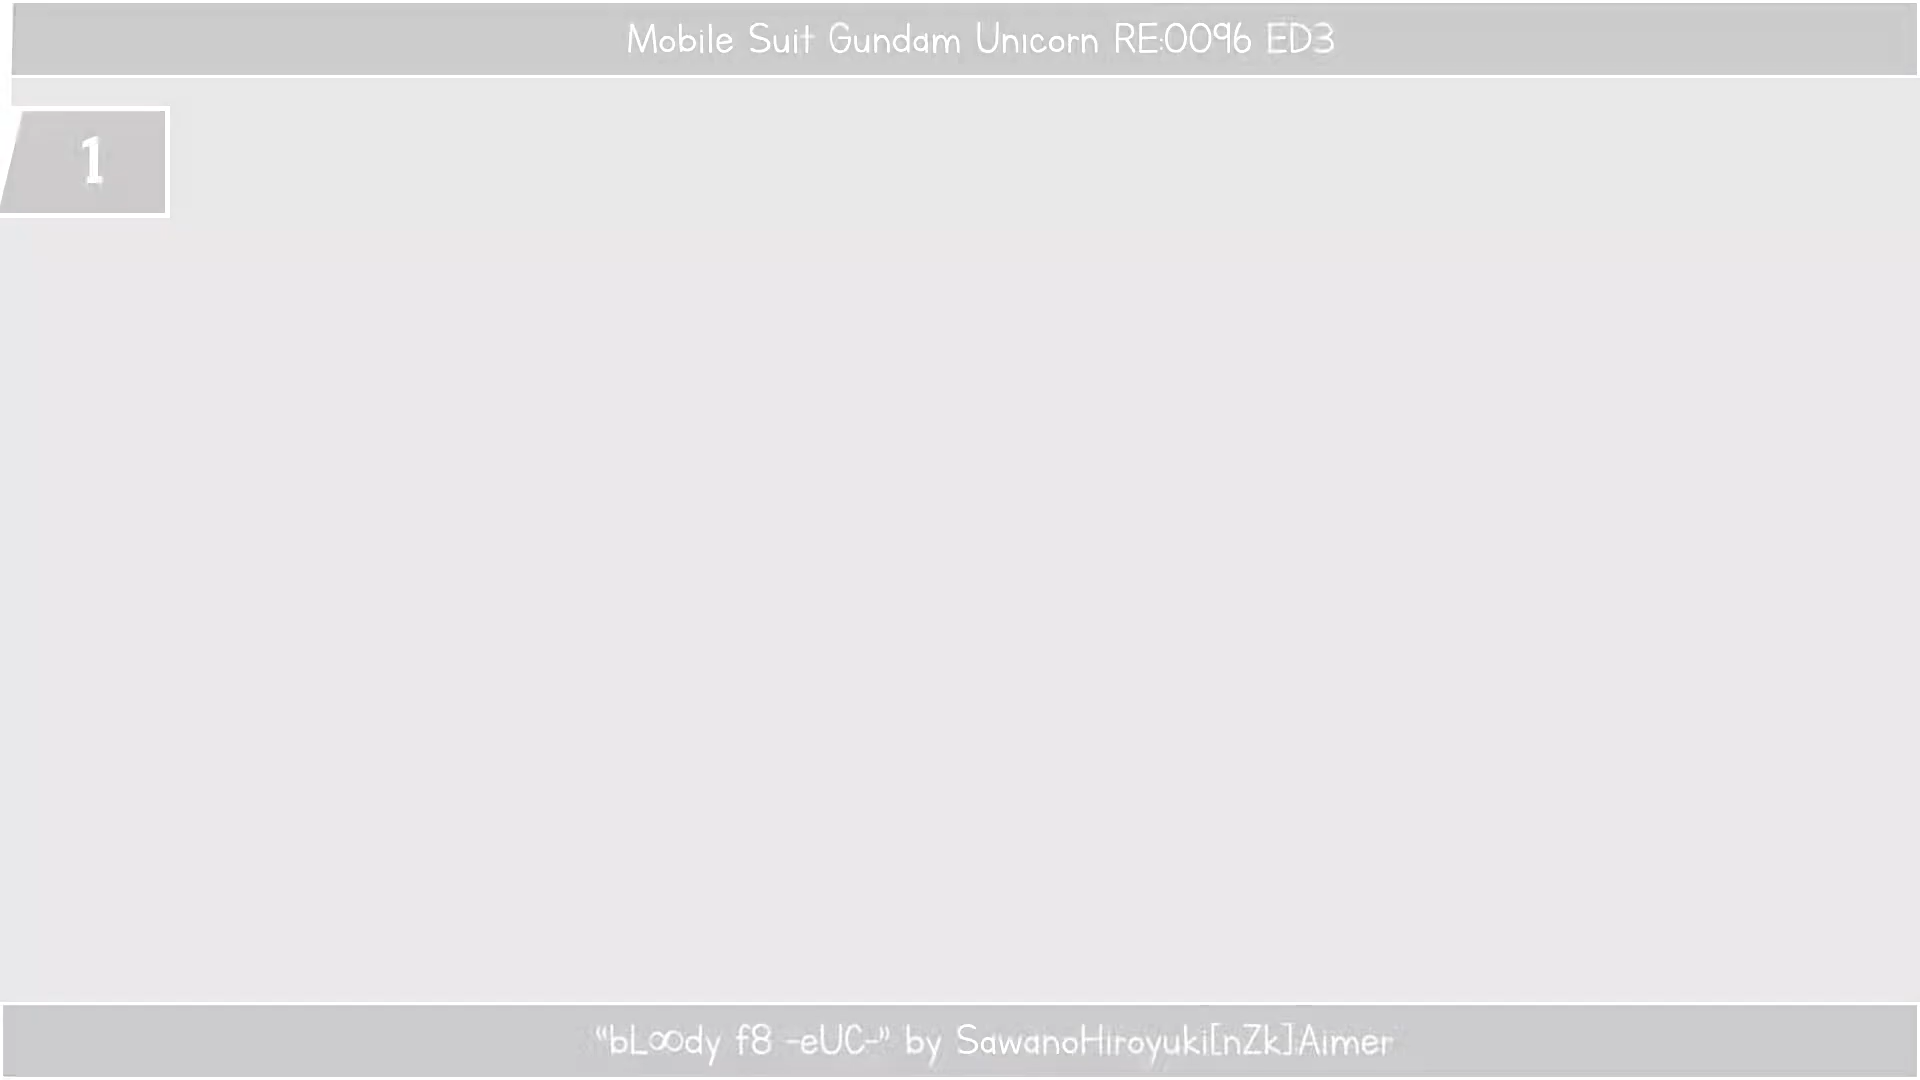 Mobile Suit Gundam Unicorn RE:0096 ED3
1
"bL∞dy f8 -eUC-" by SawanoHiroyuki[nZk]:Aimer